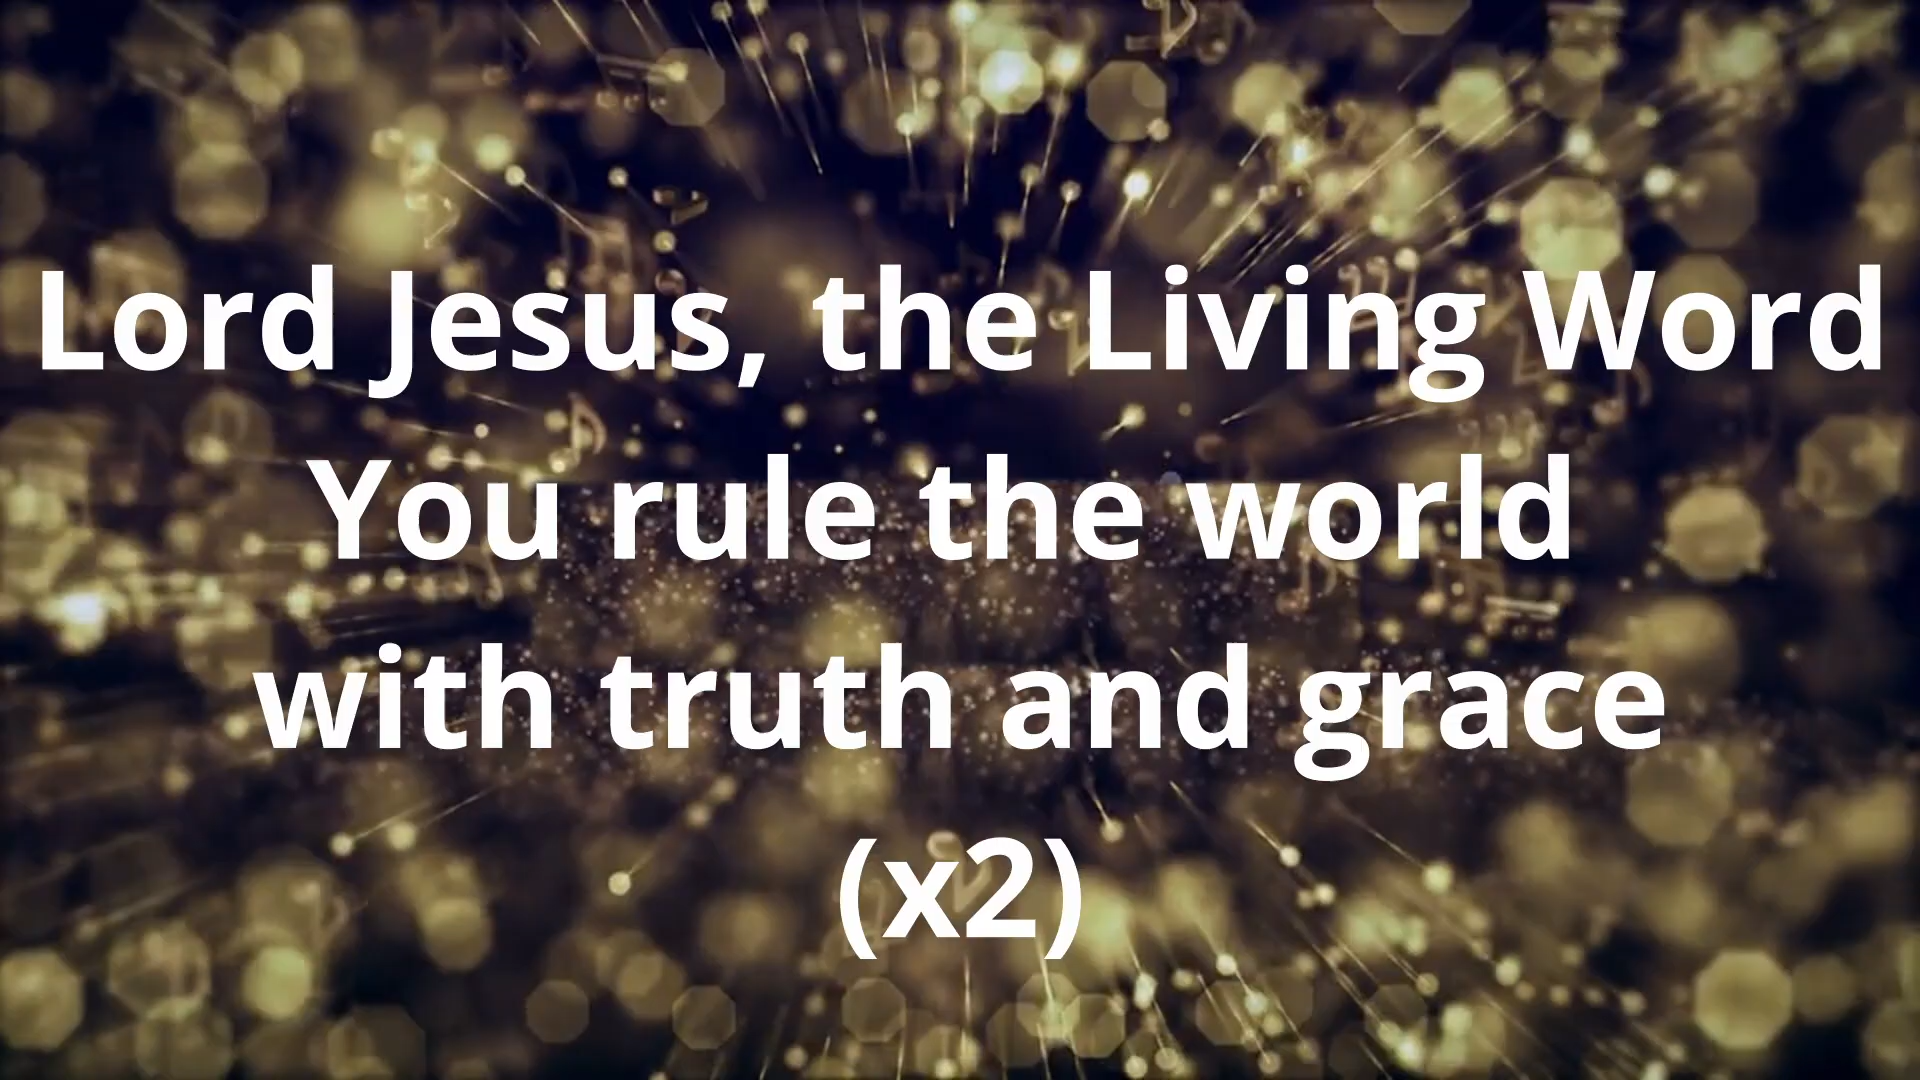 Lord Jesus, the Living Word
You rule the world
with truth and grace
(x2)